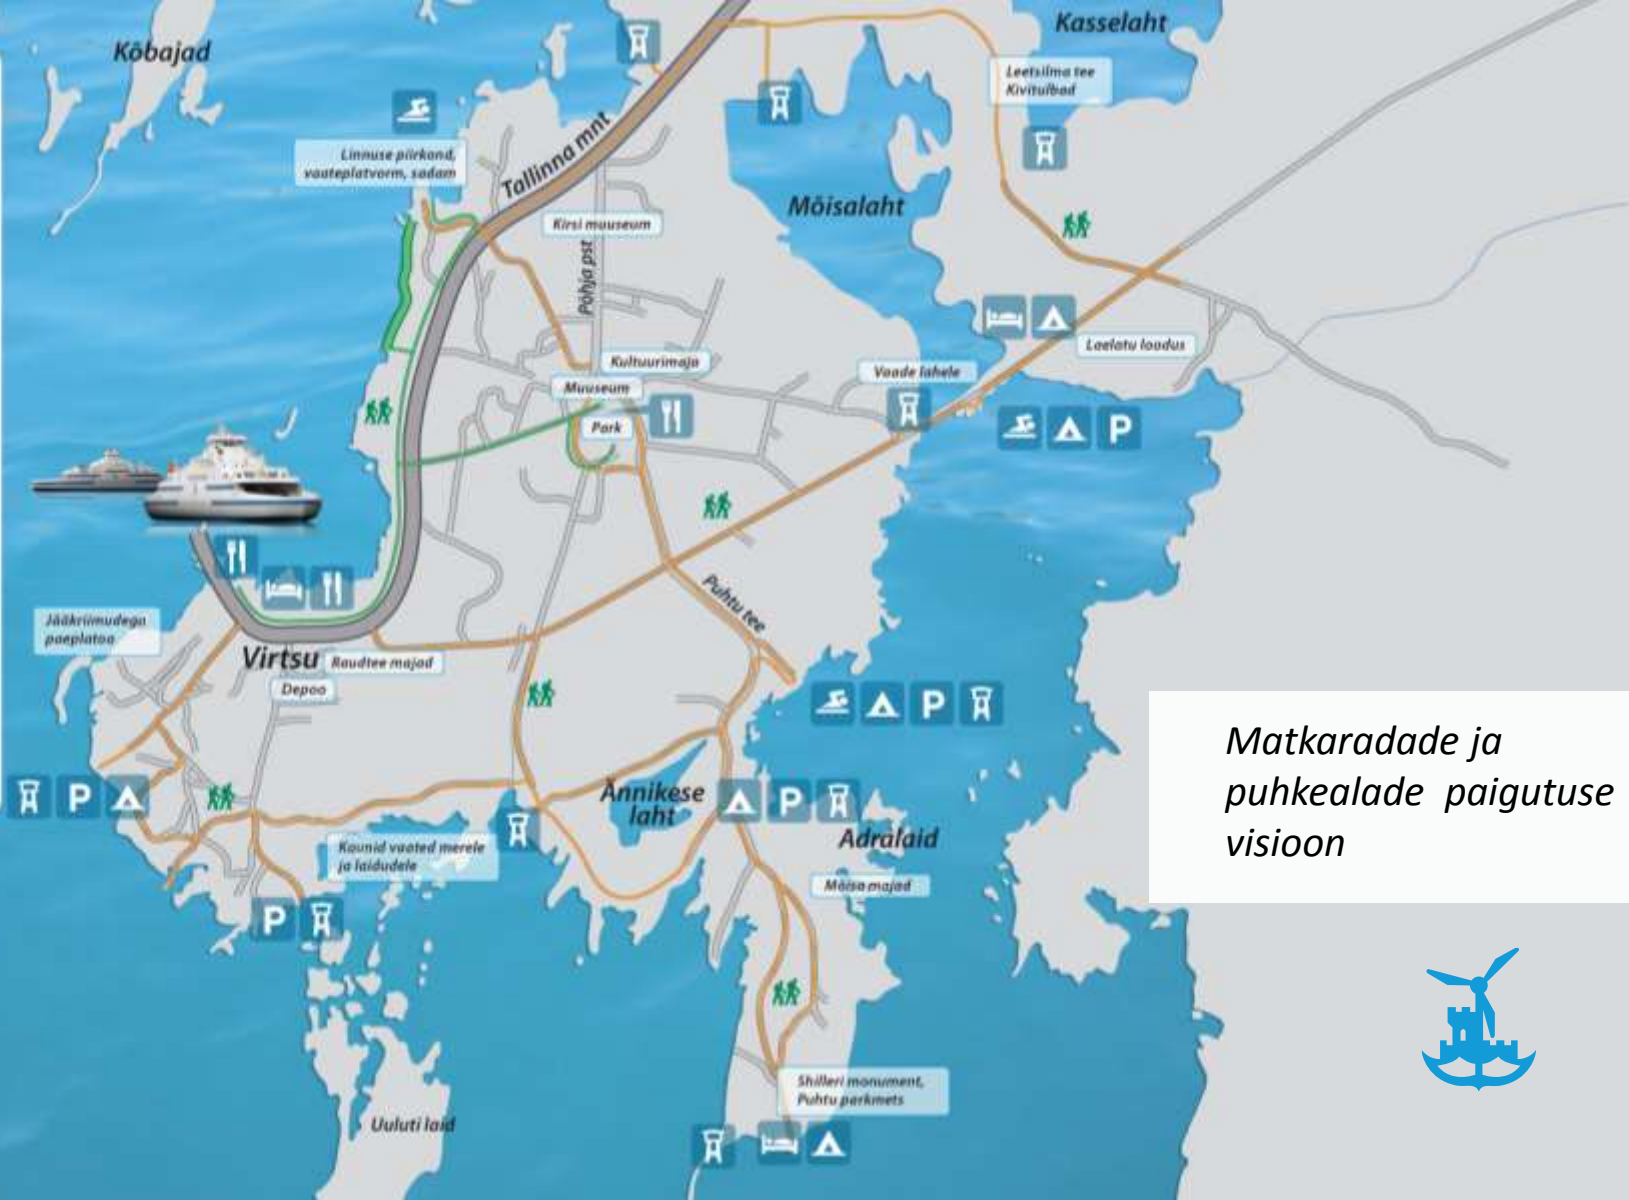 Kõbajad
Kasselaht
Leetsilma tee
Kivitulbad
Tallinna mnt
Linnuse piirkond,
vaateplatvorm, sadam
Mõisalaht
Kirsi muuseum
Põhja pst
Laelatu loodus
Kultuurimaja
Vaade lahele
Muuseum
Park
P
Puhtu tee
Jääkriimudega
paeplatoo
Virtsu
Raudtee majad
Depoo
P
P
Matkaradade ja
puhkealade paigutuse
visioon
Ännikese
laht
P
Adralaid
Kaunid vaated merele
ja laidudele
Mõisa majad
P
Shilleri monument,
Puhtu parkmets
Uuluti laid